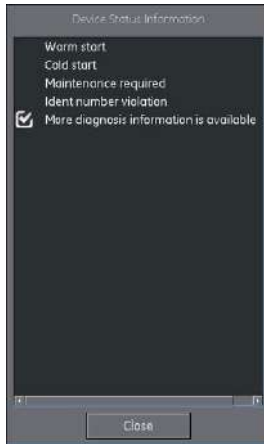 Device Status Information
Warm start
Cold start
Maintenance required
Ident number violation
More diagnosis information is available
Close